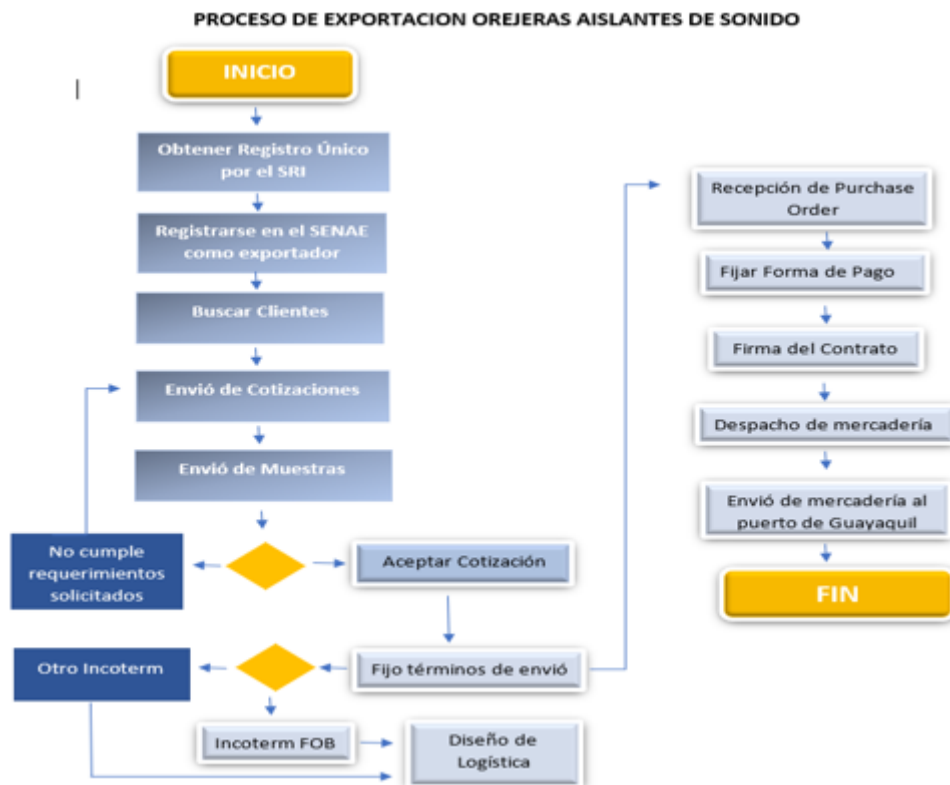 PROCESO DE EXPORTACION OREJERAS AISLANTES DE SONIDO
INICIO
Obtener Registro Único
por el SRI
Registrarse en el SENAE
como exportador
Buscar Clientes
Envió de Cotizaciones
Envió de Muestras
No cumple
requerimientos
solicitados
Aceptar Cotización
Otro Incoterm
Fijo términos de envió
Incoterm FOB
Diseño de
Logística
Recepción de Purchase
Order
Fijar Forma de Pago
Firma del Contrato
Despacho de mercadería
Envió de mercadería al
puerto de Guayaquil
FIN